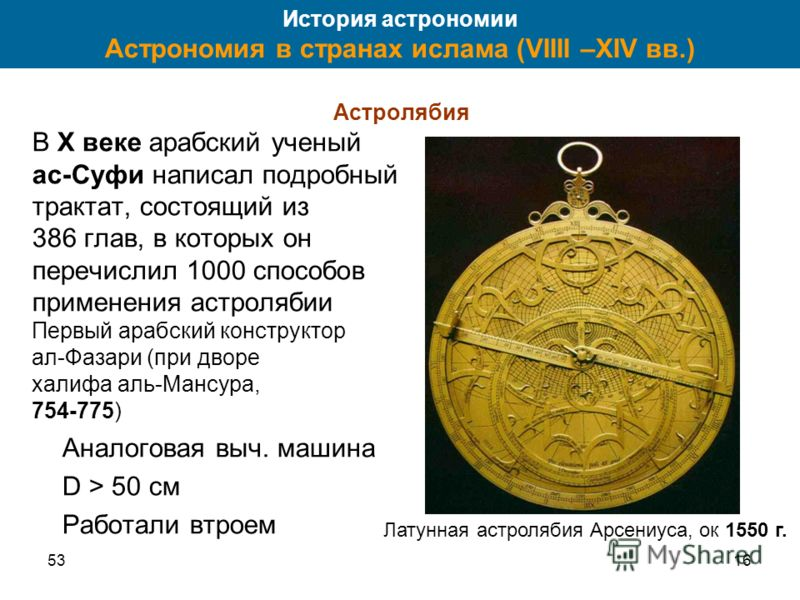 История астрономии
Астрономия в странах ислама (VIIII –XIV вв.)
Астролябия
В X веке арабский ученый
ас-Суфи написал подробный
трактат, состоящий из
386 глав, в которых он
перечислил 1000 способов
применения астролябии
Первый арабский конструктор
ал-Фазари (при дворе
халифа аль-Мансура,
754-775)
Аналоговая выч. машина
D > 50 см
Работали втроем
Латунная астролябия Арсениуса, ок 1550 г.
53
16
MyShared